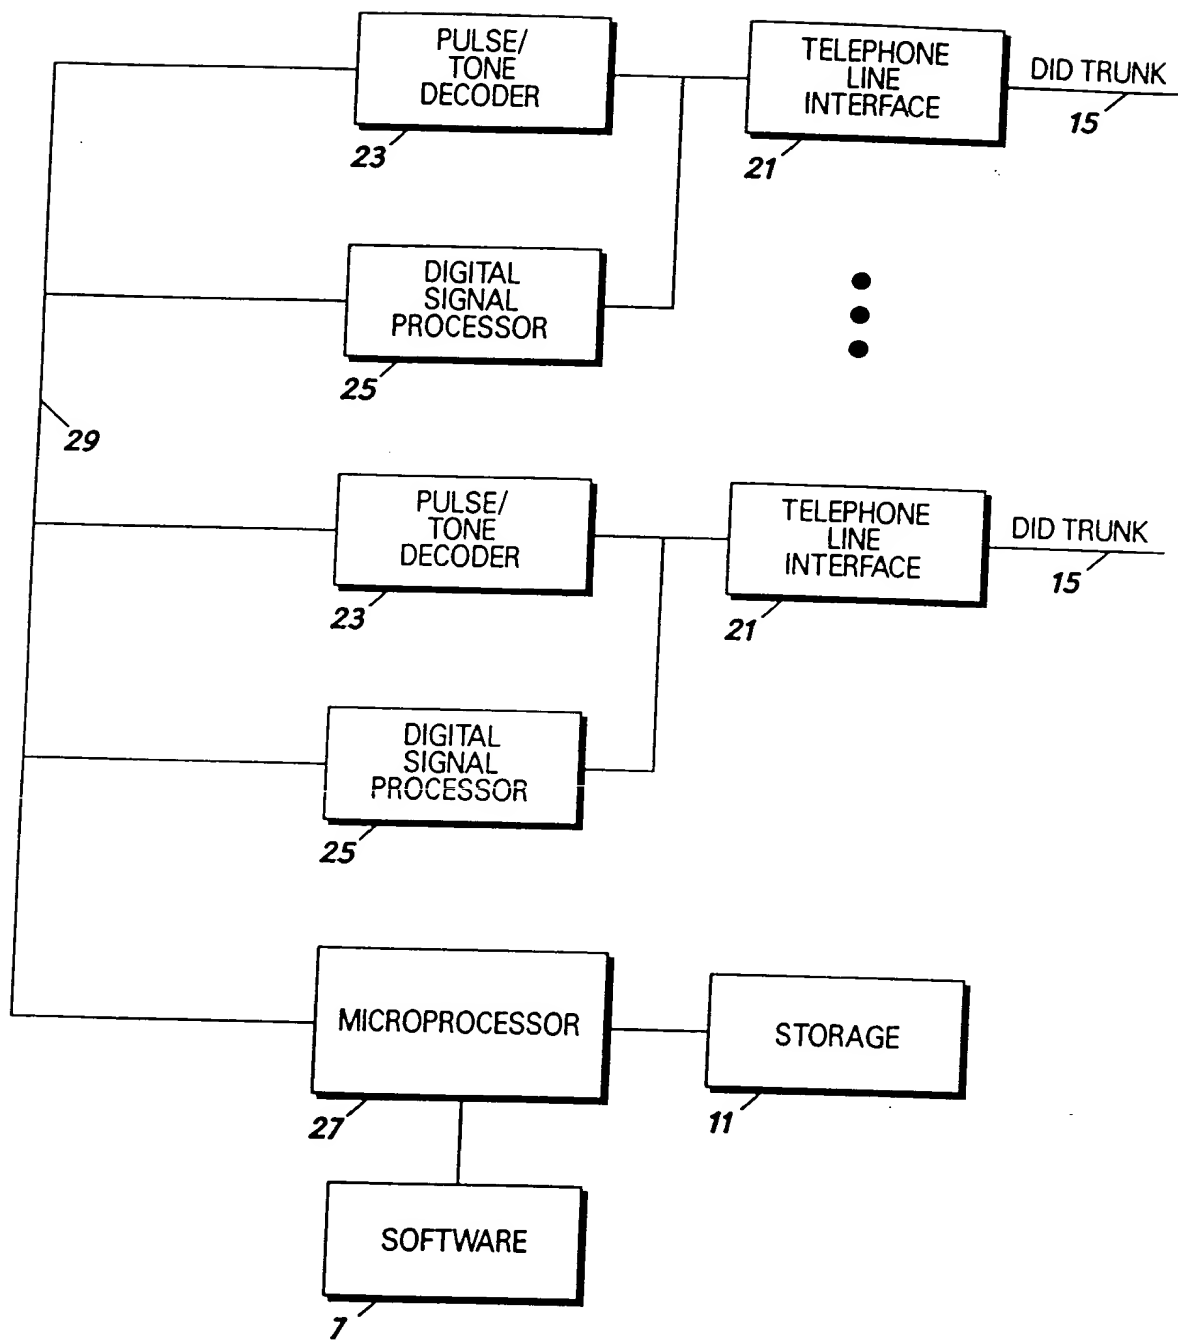 PULSE/
TONE
DECODER
23
TELEPHONE
LINE
INTERFACE
21
DID TRUNK
15
DIGITAL
SIGNAL
PROCESSOR
25
29
PULSE/
TONE
DECODER
23
TELEPHONE
LINE
INTERFACE
21
DID TRUNK
15
DIGITAL
SIGNAL
PROCESSOR
25
MICROPROCESSOR
27
STORAGE
11
SOFTWARE
7